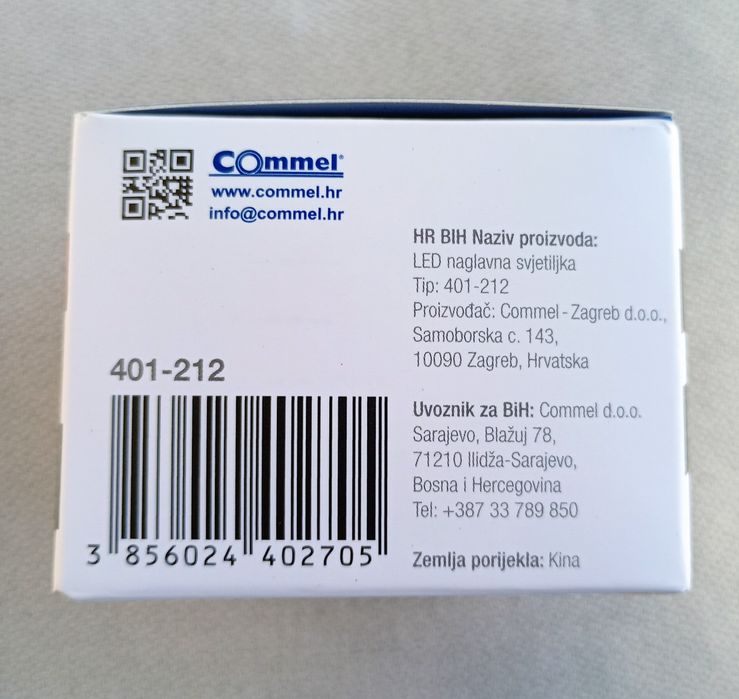 COmmel®
www.commel.hr
info@commel.hr
HR BIH Naziv proizvoda:
LED naglavna svjetiljka
Tip: 401-212
Proizvođač: Commel - Zagreb d.o.o.,
Samoborska c. 143,
10090 Zagreb, Hrvatska
401-212
3 856024 402705
Uvoznik za BiH: Commel d.o.o.
Sarajevo, Blažuj 78,
71210 Ilidža-Sarajevo,
Bosna i Hercegovina
Tel: +387 33 789 850
Zemlja porijekla: Kina